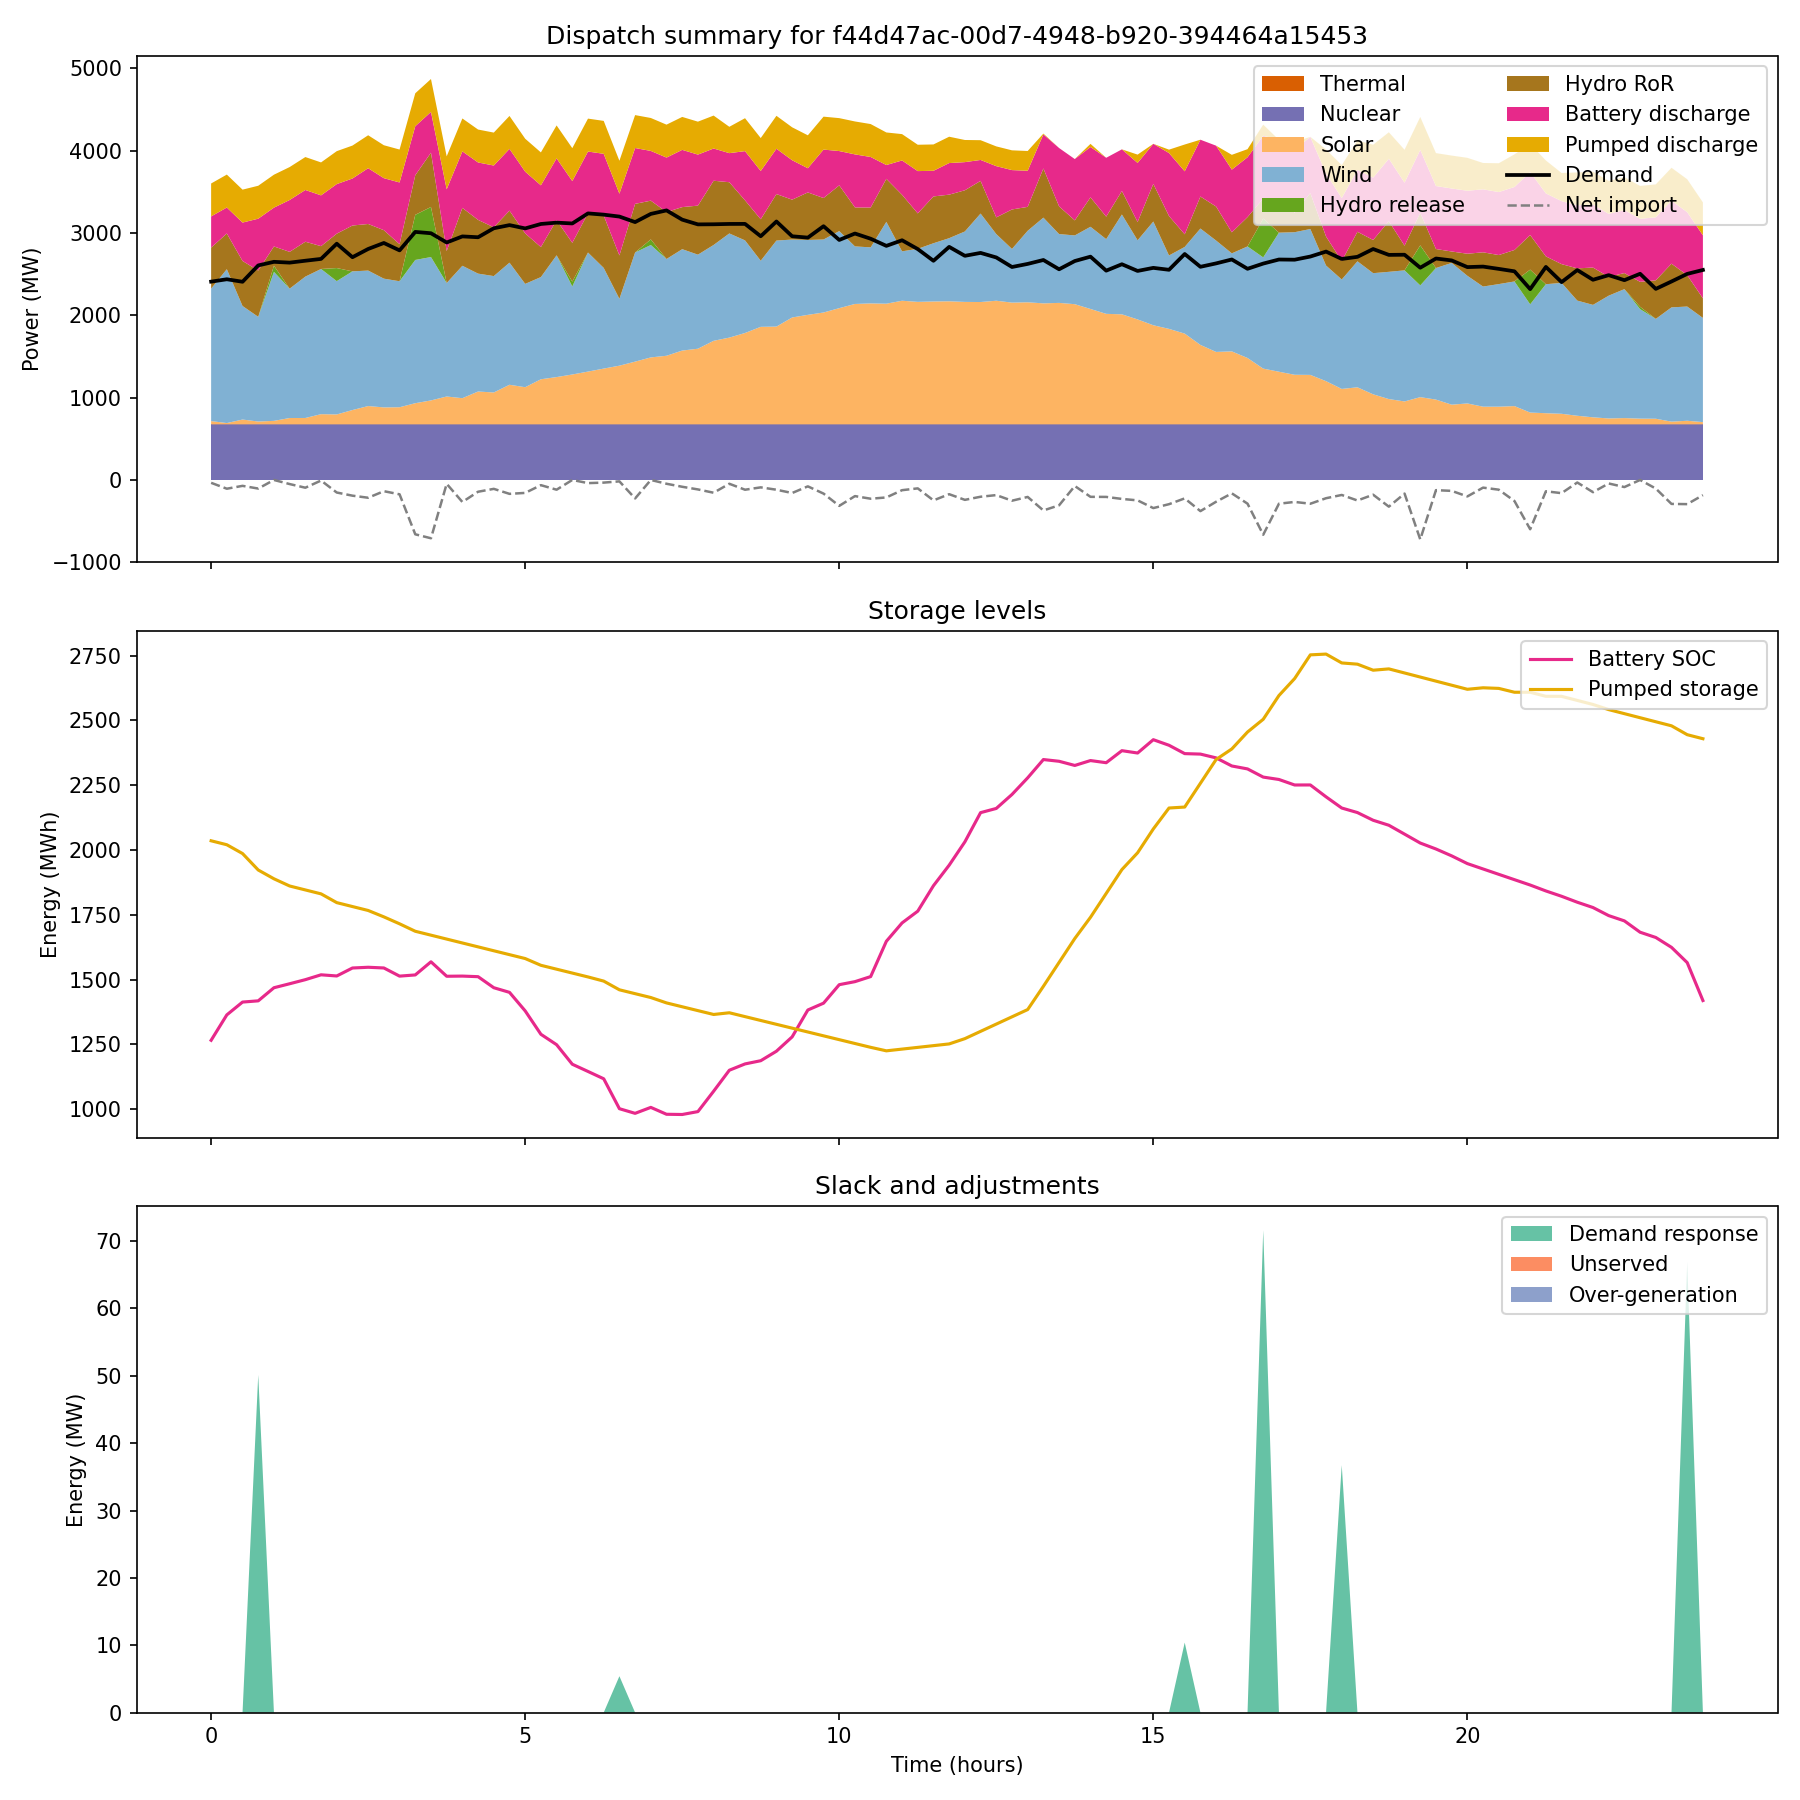 Dispatch summary for f44d47ac-00d7-4948-b920-394464a15453
Power (MW)
5000
4000
3000
2000
1000
0
−1000
Thermal
Nuclear
Solar
Wind
Hydro release
Hydro RoR
Battery discharge
Pumped discharge
Demand
Net import
Storage levels
Energy (MWh)
2750
2500
2250
2000
1750
1500
1250
1000
Battery SOC
Pumped storage
Slack and adjustments
Energy (MW)
70
60
50
40
30
20
10
0
Demand response
Unserved
Over-generation
0
5
10
15
20
Time (hours)